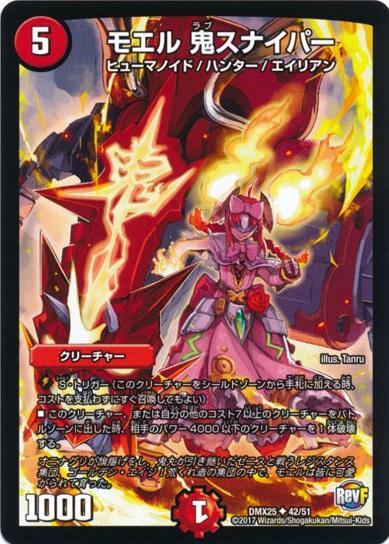 5
ラブ
モエル 鬼スナイパー
ヒューマノイド / ハンター / エイリアン
鬼
illus. Tanru
クリーチャー
S・トリガー (このクリーチャーをシールドゾーンから手札に加える時、
コストを支払わずにすぐ召喚してもよい)
■ このクリーチャー、または自分の他のコスト7以上のクリーチャーをバト
ルゾーンに出した時、相手のパワー4000以下のクリーチャーを1体破壊
する。
オニナグリが旗揚げをし、鬼丸が引き継いだゼニスと戦うレジスタンス
集団、ゴールデン・エイジ!荒くれ者の集団の中で、モエルは皆に可愛
がられて育った。
1000
1
RevF
DMX25 ♦ 42/51
©2017 Wizards/Shogakukan/Mitsui-Kids